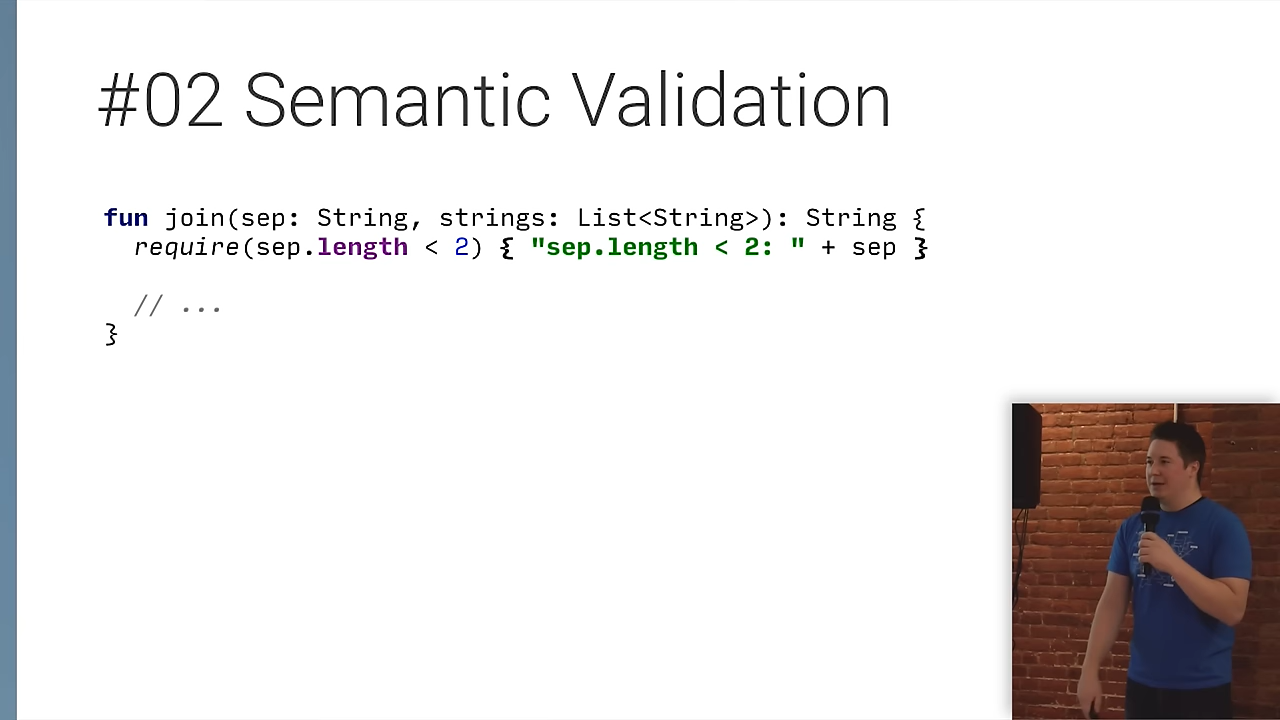 #02 Semantic Validation
fun join(sep: String, strings: List<String>): String {
  require(sep.length < 2) { "sep.length < 2: " + sep }
  // ...
}